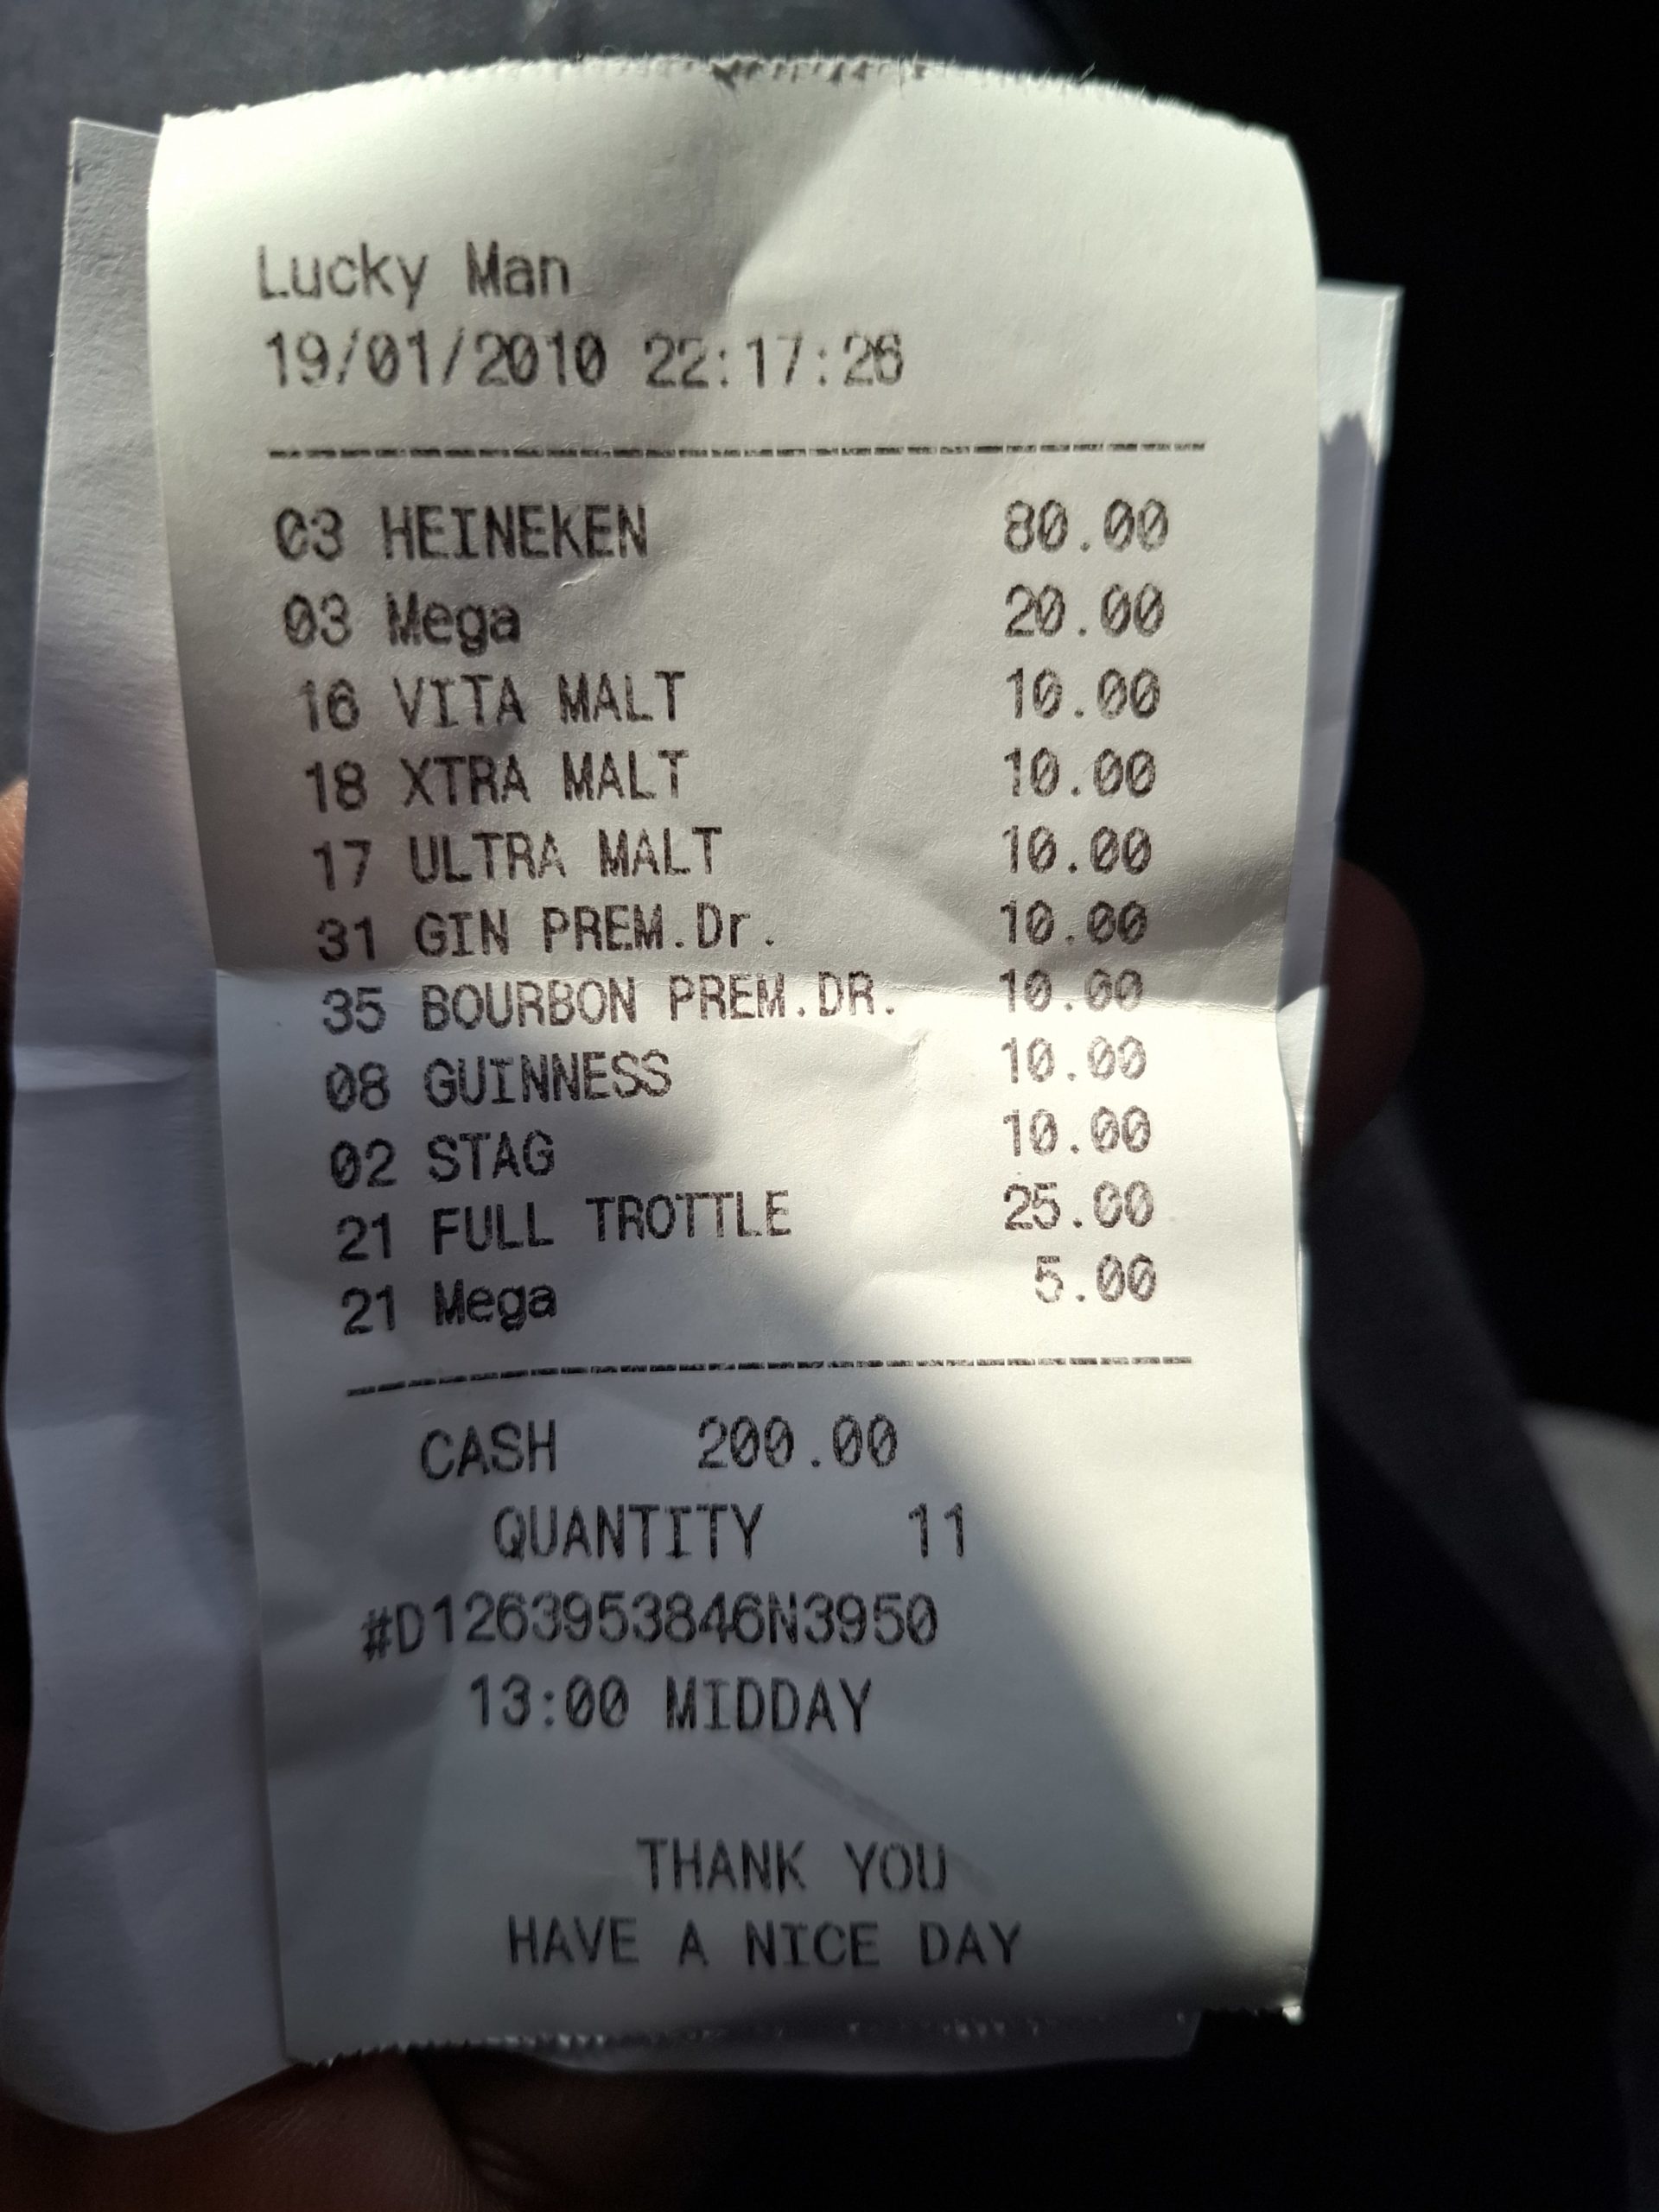 Lucky Man
19/01/2010 22:17:26
03 HEINEKEN 80.00
03 Mega 20.00
16 VITA MALT 10.00
18 XTRA MALT 10.00
17 ULTRA MALT 10.00
31 GIN PREM.Dr. 10.00
35 BOURBON PREM.DR. 10.00
08 GUINNESS 10.00
02 STAG 10.00
21 FULL TROTTLE 25.00
21 Mega 5.00
CASH 200.00
QUANTITY 11
#D1263953846N3950
13:00 MIDDAY
THANK YOU
HAVE A NICE DAY